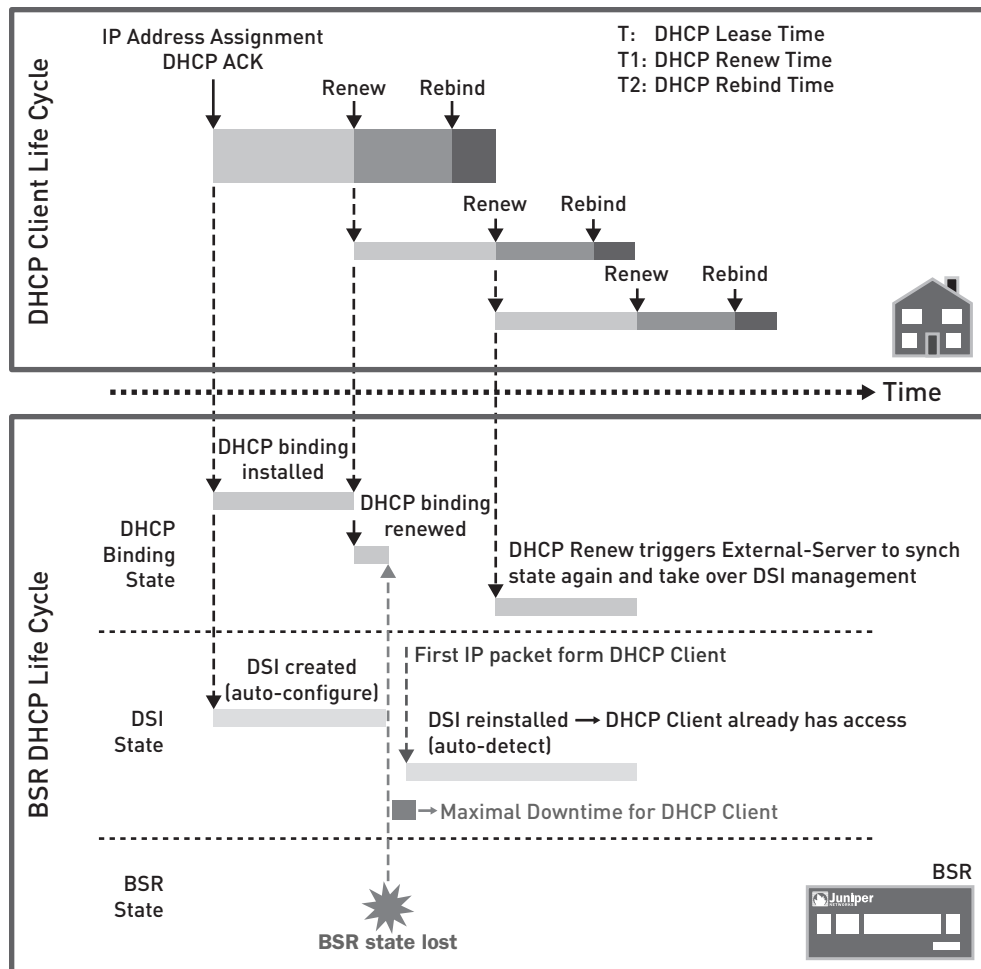 DHCP Client Life Cycle
IP Address Assignment
DHCP ACK
Renew
Rebind
T: DHCP Lease Time
T1: DHCP Renew Time
T2: DHCP Rebind Time
Renew
Rebind
Renew
Rebind
Time
BSR DHCP Life Cycle
DHCP binding
installed
DHCP binding
renewed
DHCP
Binding
State
DHCP Renew triggers External-Server to synch
state again and take over DSI management
First IP packet form DHCP Client
DSI created
(auto-configure)
DSI
State
DSI reinstalled → DHCP Client already has access
(auto-detect)
→ Maximal Downtime for DHCP Client
BSR
State
BSR state lost
BSR
Juniper
NETWORKS